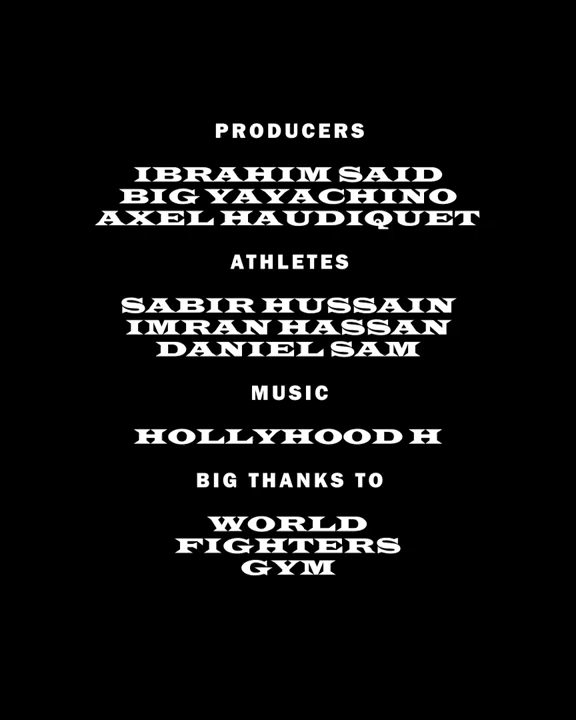 PRODUCERS
IBRAHIM SAID
BIG YAYACHINO
AXEL HAUDIQUET
ATHLETES
SABIR HUSSAIN
IMRAN HASSAN
DANIEL SAM
MUSIC
HOLLYHOOD H
BIG THANKS TO
WORLD
FIGHTERS
GYM